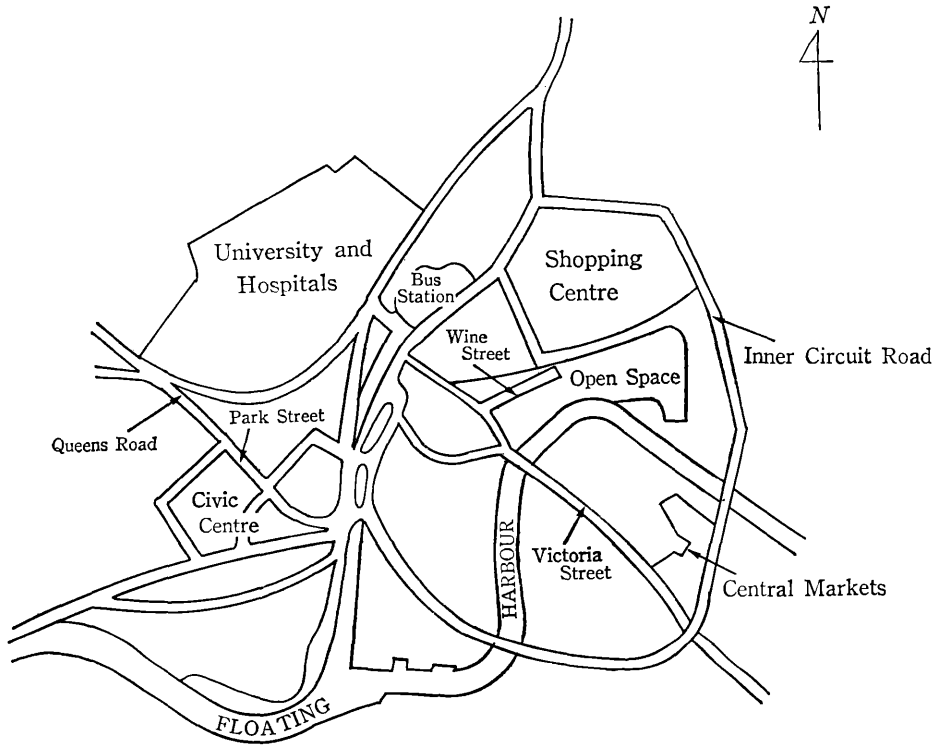 N
University and
Hospitals
Bus
Station
Shopping
Centre
Wine
Street
Inner Circuit Road
Open Space
Park Street
Queens Road
Civic
Centre
HARBOUR
Victoria
Street
Central Markets
FLOATING